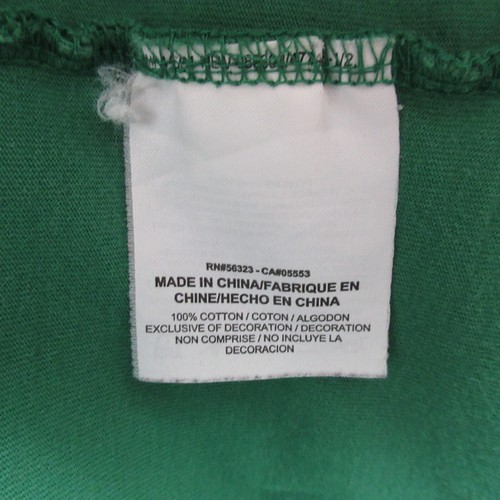 RN#56323 - CA#05553
MADE IN CHINA/FABRIQUE EN
CHINE/HECHO EN CHINA
100% COTTON / COTON / ALGODON
EXCLUSIVE OF DECORATION / DECORATION
NON COMPRISE / NO INCLUYE LA
DECORACION